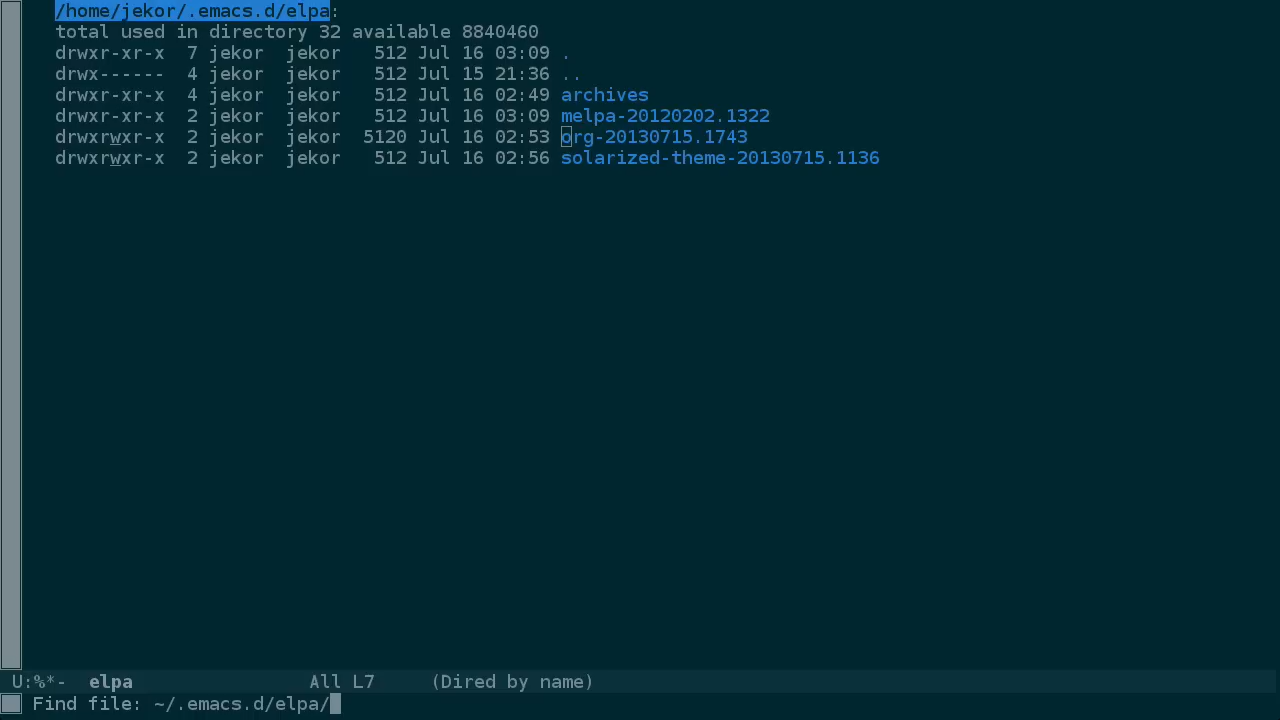 /home/jekor/.emacs.d/elpa:
total used in directory 32 available 8840460
drwxr-xr-x  7 jekor  jekor   512 Jul 16 03:09 .
drwx------  4 jekor  jekor   512 Jul 15 21:36 ..
drwxr-xr-x  4 jekor  jekor   512 Jul 16 02:49 archives
drwxr-xr-x  2 jekor  jekor   512 Jul 16 03:09 melpa-20120202.1322
drwxrwxr-x  2 jekor  jekor  5120 Jul 16 02:53 org-20130715.1743
drwxrwxr-x  2 jekor  jekor   512 Jul 16 02:56 solarized-theme-20130715.1136
U:%*-  elpa                All L7     (Dired by name)
Find file: ~/.emacs.d/elpa/